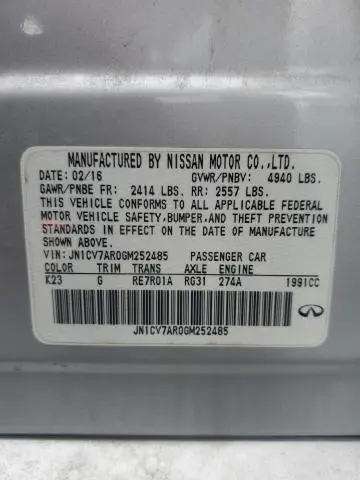 MANUFACTURED BY NISSAN MOTOR CO.,LTD.
DATE: 02/16 GVWR/PNBV: 4940 LBS.
GAWR/PNBE FR: 2414 LBS. RR: 2557 LBS.
THIS VEHICLE CONFORMS TO ALL APPLICABLE FEDERAL
MOTOR VEHICLE SAFETY,BUMPER,AND THEFT PREVENTION
STANDARDS IN EFFECT ON THE DATE OF MANUFACTURE
SHOWN ABOVE.
VIN: JN1CV7AR0GM252485 PASSENGER CAR
COLOR TRIM TRANS AXLE ENGINE
K23 G RE7R01A RG31 274A 1991CC
JN1CV7AR0GM252485